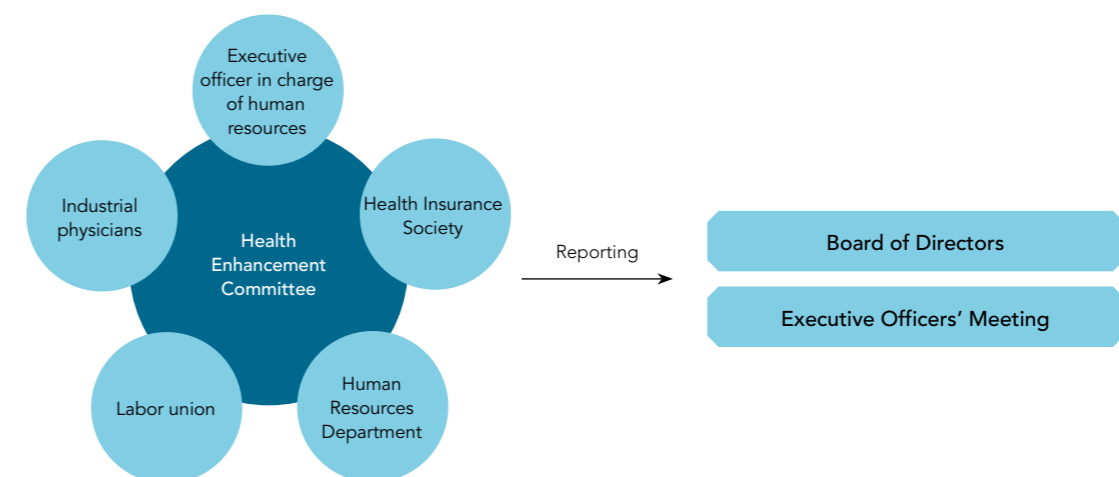 Executive
officer in charge
of human
resources
Industrial
physicians
Health Insurance
Society
Health
Enhancement
Committee
Labor union
Human
Resources
Department
Reporting
Board of Directors
Executive Officers’ Meeting